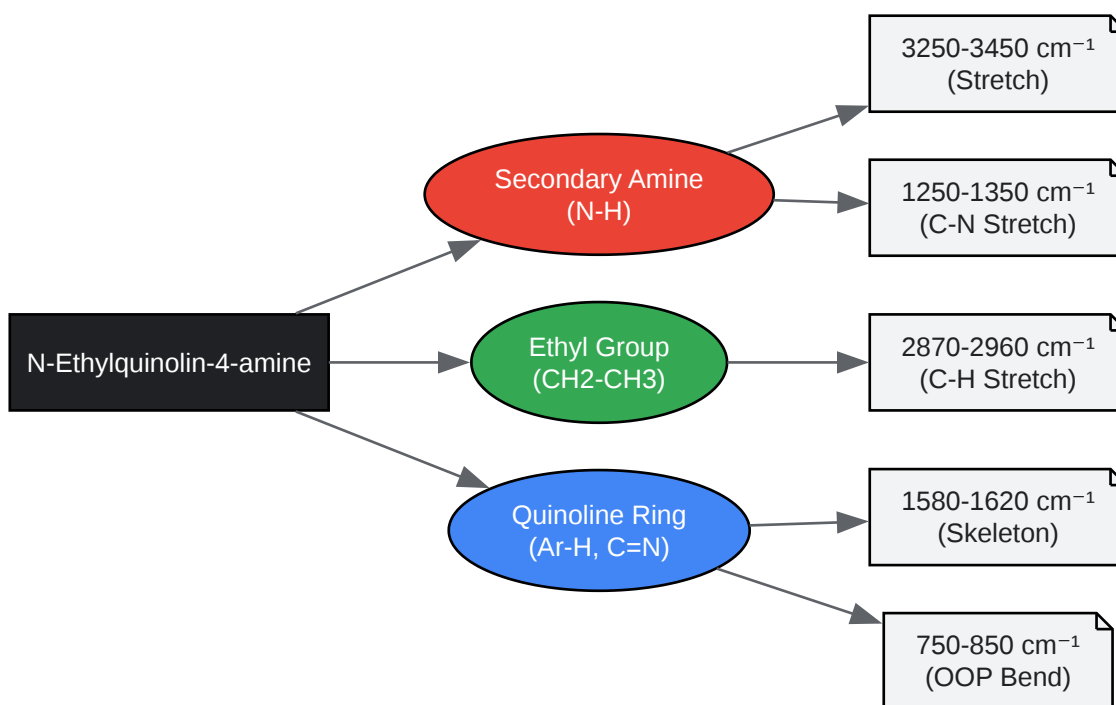 3250-3450 cm⁻¹
(Stretch)
Secondary Amine
(N-H)
1250-1350 cm⁻¹
(C-N Stretch)
N-Ethylquinolin-4-amine
Ethyl Group
(CH2-CH3)
2870-2960 cm⁻¹
(C-H Stretch)
Quinoline Ring
(Ar-H, C=N)
1580-1620 cm⁻¹
(Skeleton)
750-850 cm⁻¹
(OOP Bend)